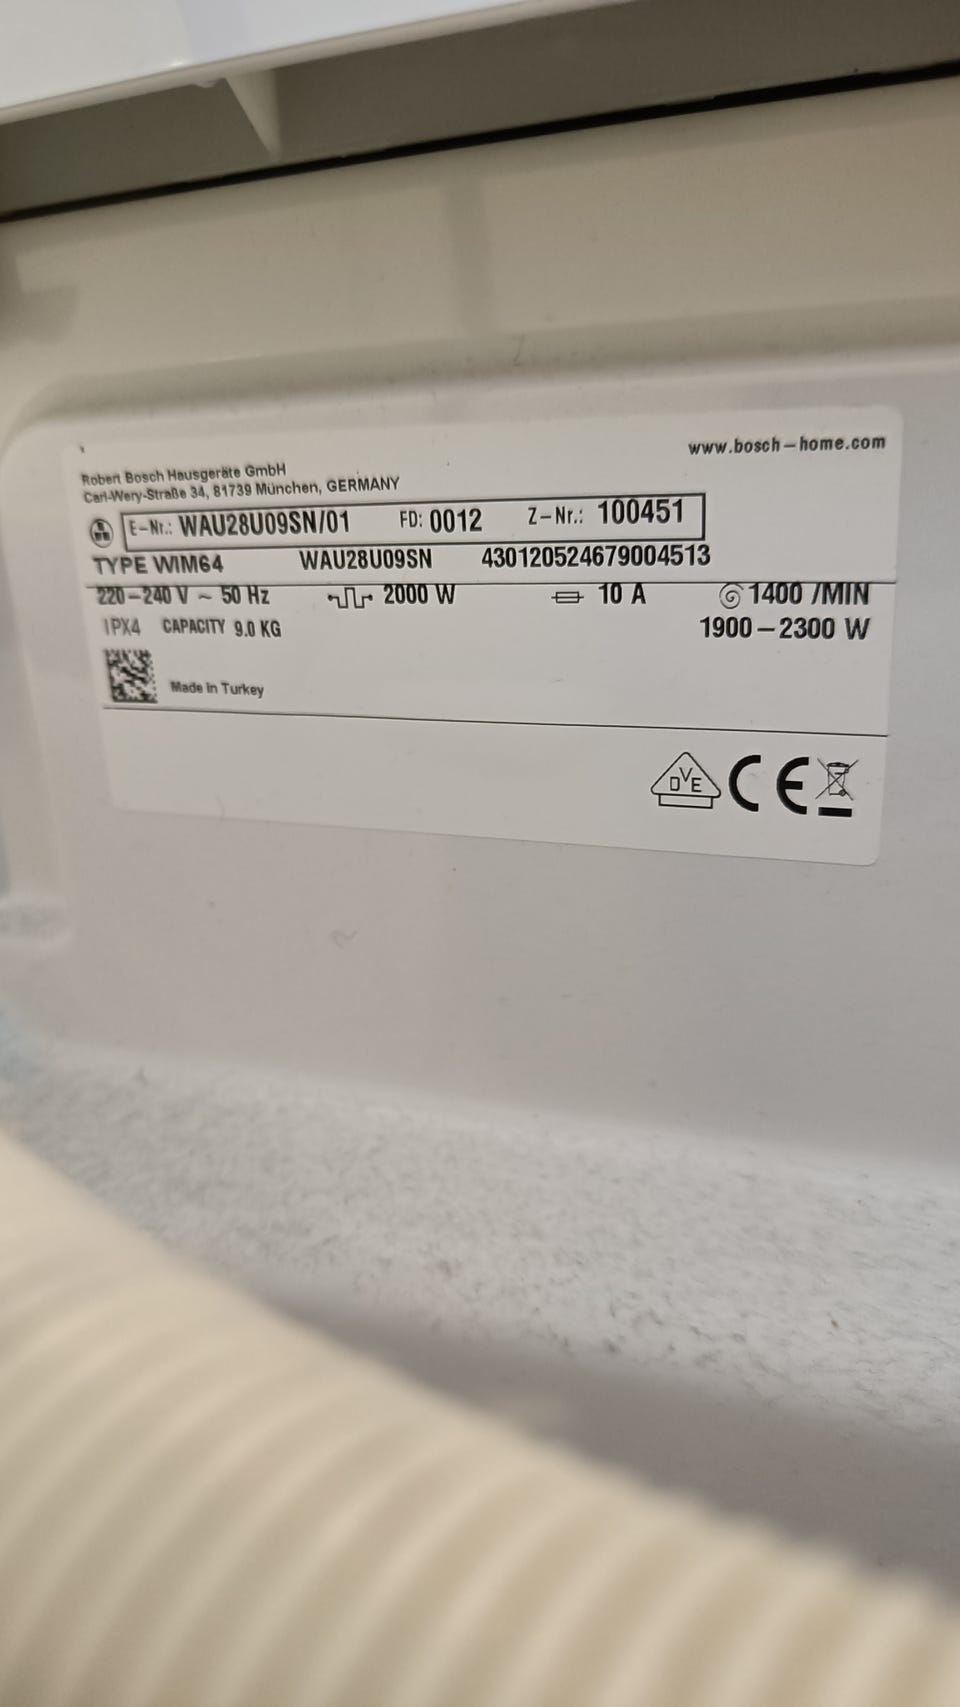 www.bosch-home.com
Robert Bosch Hausgeräte GmbH
Carl-Wery-Straße 34, 81739 München, GERMANY
E-Nr.: WAU28U09SN/01 FD: 0012 Z-Nr.: 100451
TYPE WIM64 WAU28U09SN 430120524679004513
220-240 V ~ 50 Hz 2000 W 10 A 1400 /MIN
IPX4 CAPACITY 9.0 KG 1900-2300 W
Made in Turkey
DVE CE